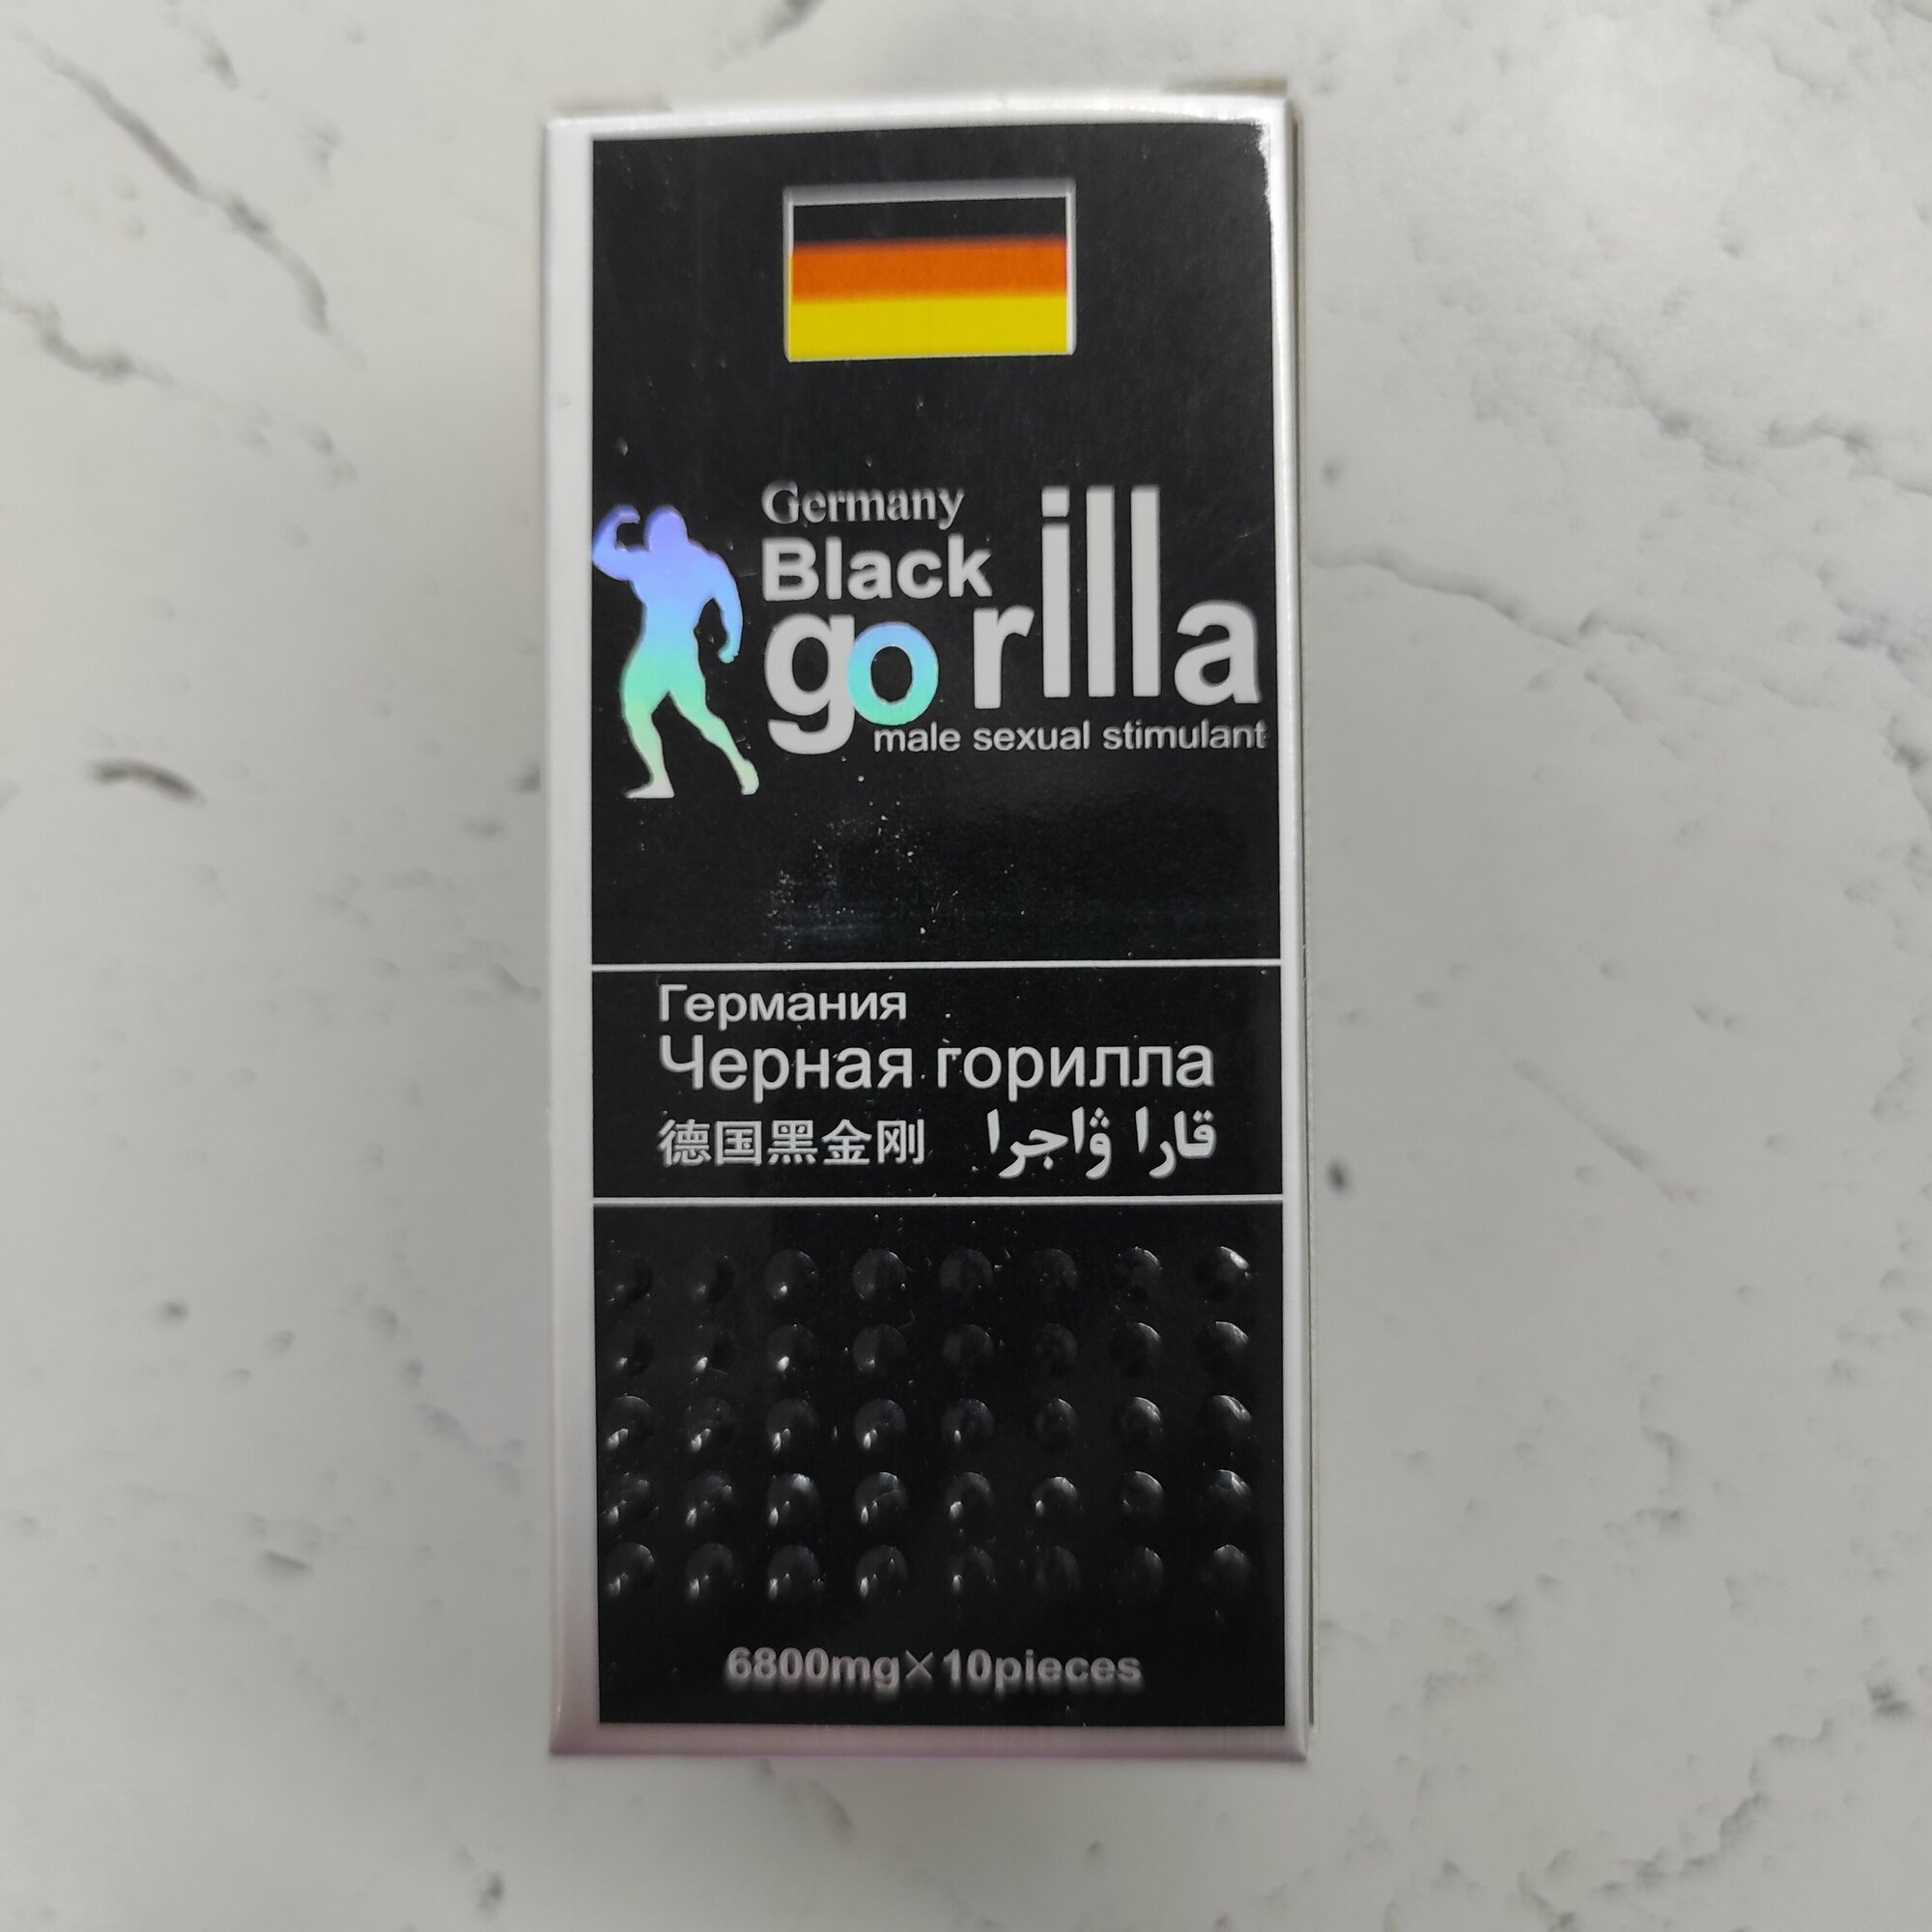 Germany
Black
gorilla
male sexual stimulant
Германия
Черная горилла
德国黑金刚 قارا ۋاجرا
6800mg×10pieces